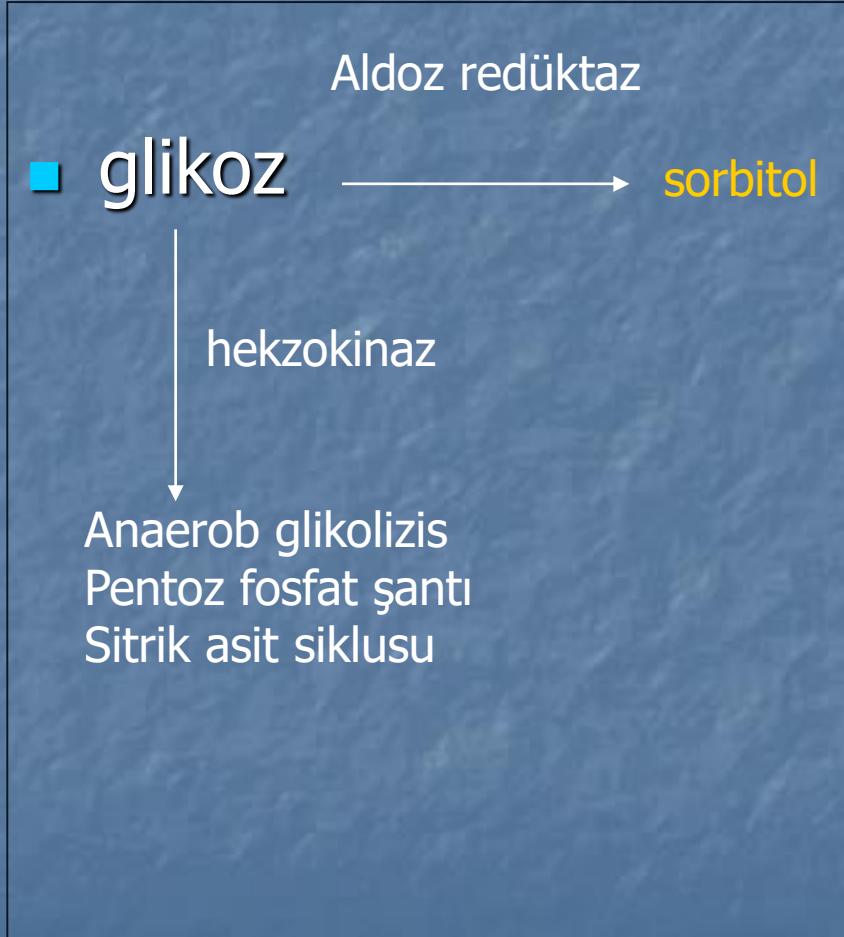 Aldoz redüktaz
glikoz
sorbitol
hekzokinaz
Anaerob glikolizis
Pentoz fosfat şantı
Sitrik asit siklusu